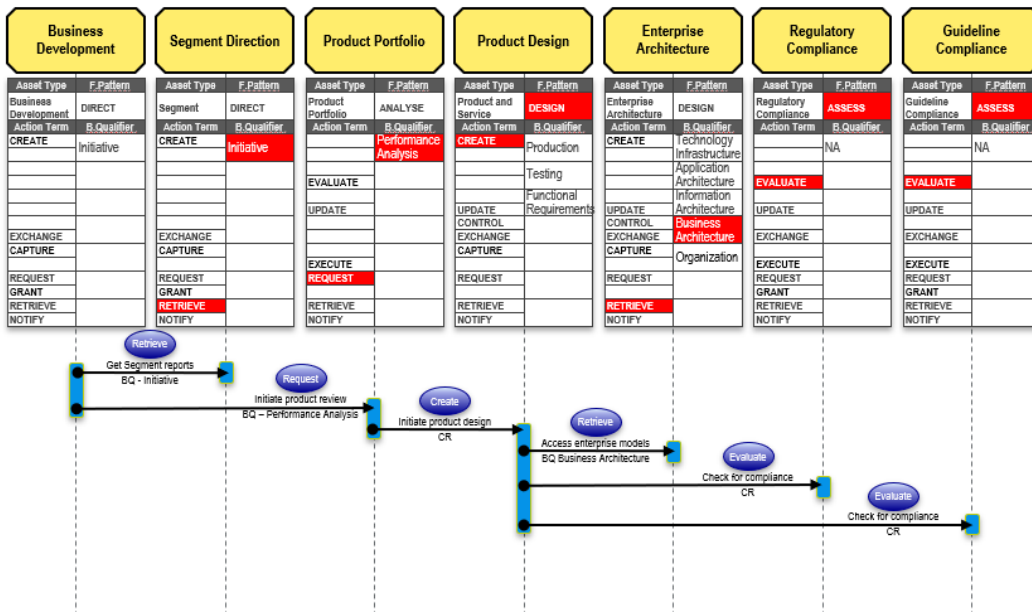 Business
Development
Segment Direction
Product Portfolio
Product Design
Enterprise
Architecture
Regulatory
Compliance
Guideline
Compliance
Asset Type F.Pattern
Business
Development DIRECT
Action Term B.Qualifier
CREATE Initiative
EXCHANGE
CAPTURE
REQUEST
GRANT
RETRIEVE
NOTIFY
Asset Type F.Pattern
Segment DIRECT
Action Term B.Qualifier
CREATE Initiative
EXCHANGE
CAPTURE
REQUEST
GRANT
RETRIEVE
NOTIFY
Asset Type F.Pattern
Product
Portfolio ANALYSE
Action Term B.Qualifier
Performance
Analysis
EVALUATE
UPDATE
EXECUTE
REQUEST
RETRIEVE
NOTIFY
Asset Type F.Pattern
Product and
Service DESIGN
Action Term B.Qualifier
CREATE Production
Testing
Functional
UPDATE Requirements
CONTROL
EXCHANGE
CAPTURE
EXECUTE
REQUEST
RETRIEVE
NOTIFY
Asset Type F.Pattern
Enterprise
Architecture DESIGN
Action Term B.Qualifier
CREATE Technology
Infrastructure
Application
Architecture
Information
UPDATE Architecture
CONTROL Business
EXCHANGE Architecture
CAPTURE Organization
REQUEST
RETRIEVE
NOTIFY
Asset Type F.Pattern
Regulatory
Compliance ASSESS
Action Term B.Qualifier
NA
EVALUATE
UPDATE
EXCHANGE
EXECUTE
REQUEST
GRANT
RETRIEVE
NOTIFY
Asset Type F.Pattern
Guideline
Compliance ASSESS
Action Term B.Qualifier
NA
EVALUATE
UPDATE
EXCHANGE
EXECUTE
REQUEST
GRANT
RETRIEVE
NOTIFY
Retrieve
Get Segment reports
BQ - Initiative
Request
Initiate product review
BQ – Performance Analysis
Create
Initiate product design
CR
Retrieve
Access enterprise models
BQ Business Architecture
Evaluate
Check for compliance
CR
Evaluate
Check for compliance
CR